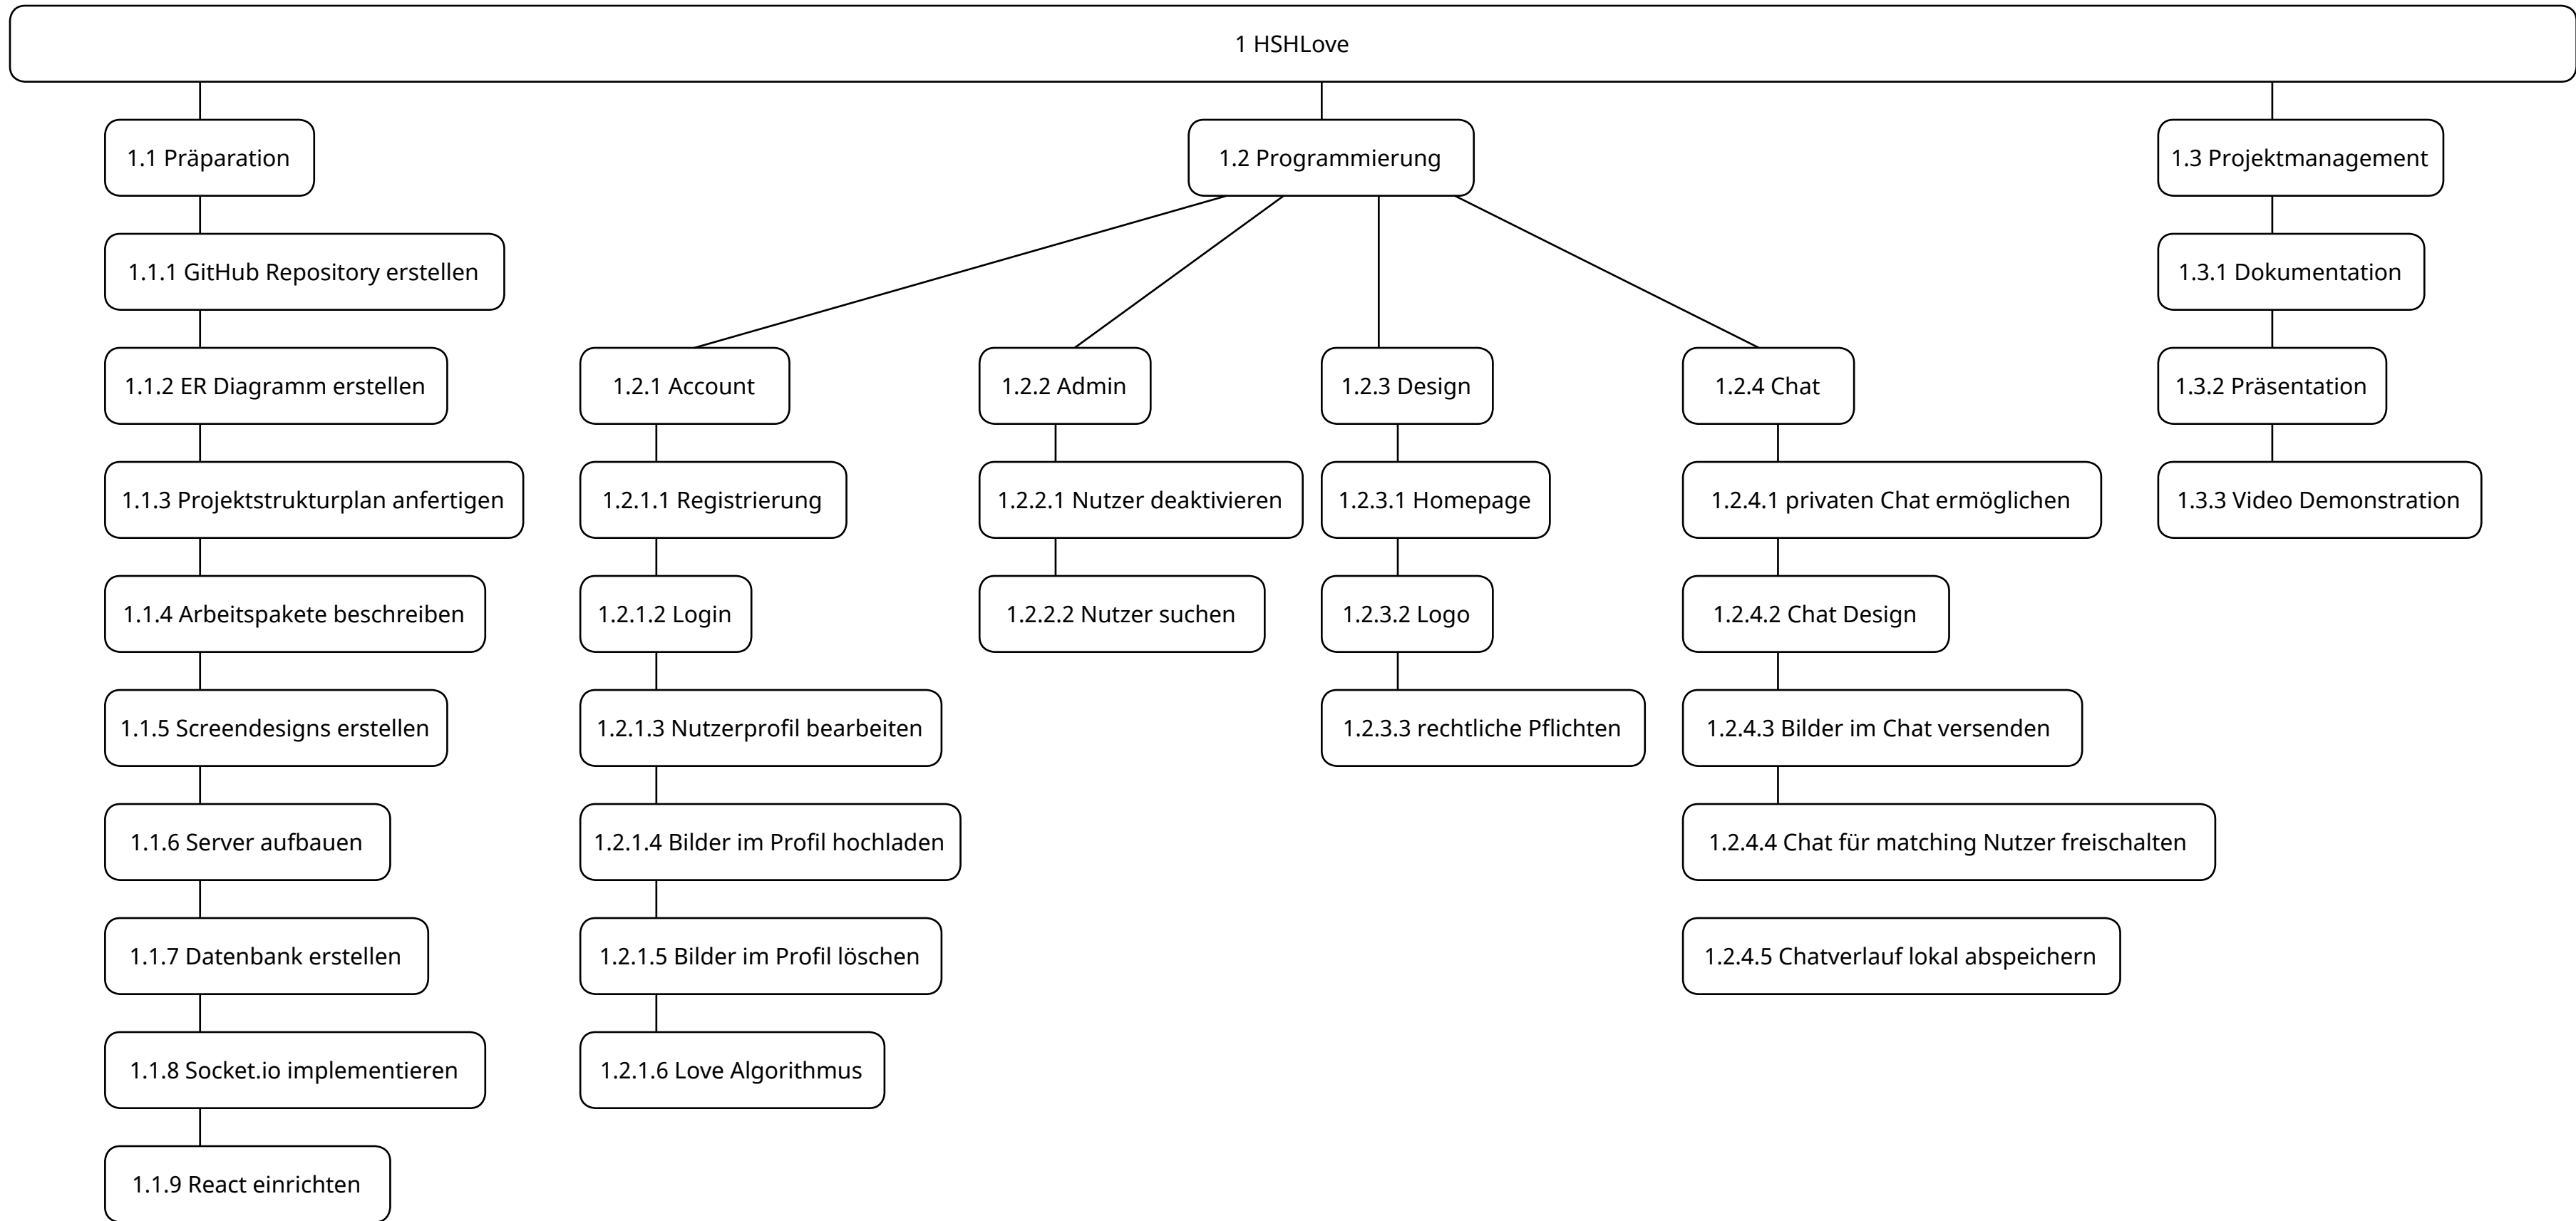 1 HSHLove
1.1 Präparation
1.1.1 GitHub Repository erstellen
1.1.2 ER Diagramm erstellen
1.1.3 Projektstrukturplan anfertigen
1.1.4 Arbeitspakete beschreiben
1.1.5 Screendesigns erstellen
1.1.6 Server aufbauen
1.1.7 Datenbank erstellen
1.1.8 Socket.io implementieren
1.1.9 React einrichten
1.2 Programmierung
1.2.1 Account
1.2.1.1 Registrierung
1.2.1.2 Login
1.2.1.3 Nutzerprofil bearbeiten
1.2.1.4 Bilder im Profil hochladen
1.2.1.5 Bilder im Profil löschen
1.2.1.6 Love Algorithmus
1.2.2 Admin
1.2.2.1 Nutzer deaktivieren
1.2.2.2 Nutzer suchen
1.2.3 Design
1.2.3.1 Homepage
1.2.3.2 Logo
1.2.3.3 rechtliche Pflichten
1.2.4 Chat
1.2.4.1 privaten Chat ermöglichen
1.2.4.2 Chat Design
1.2.4.3 Bilder im Chat versenden
1.2.4.4 Chat für matching Nutzer freischalten
1.2.4.5 Chatverlauf lokal abspeichern
1.3 Projektmanagement
1.3.1 Dokumentation
1.3.2 Präsentation
1.3.3 Video Demonstration